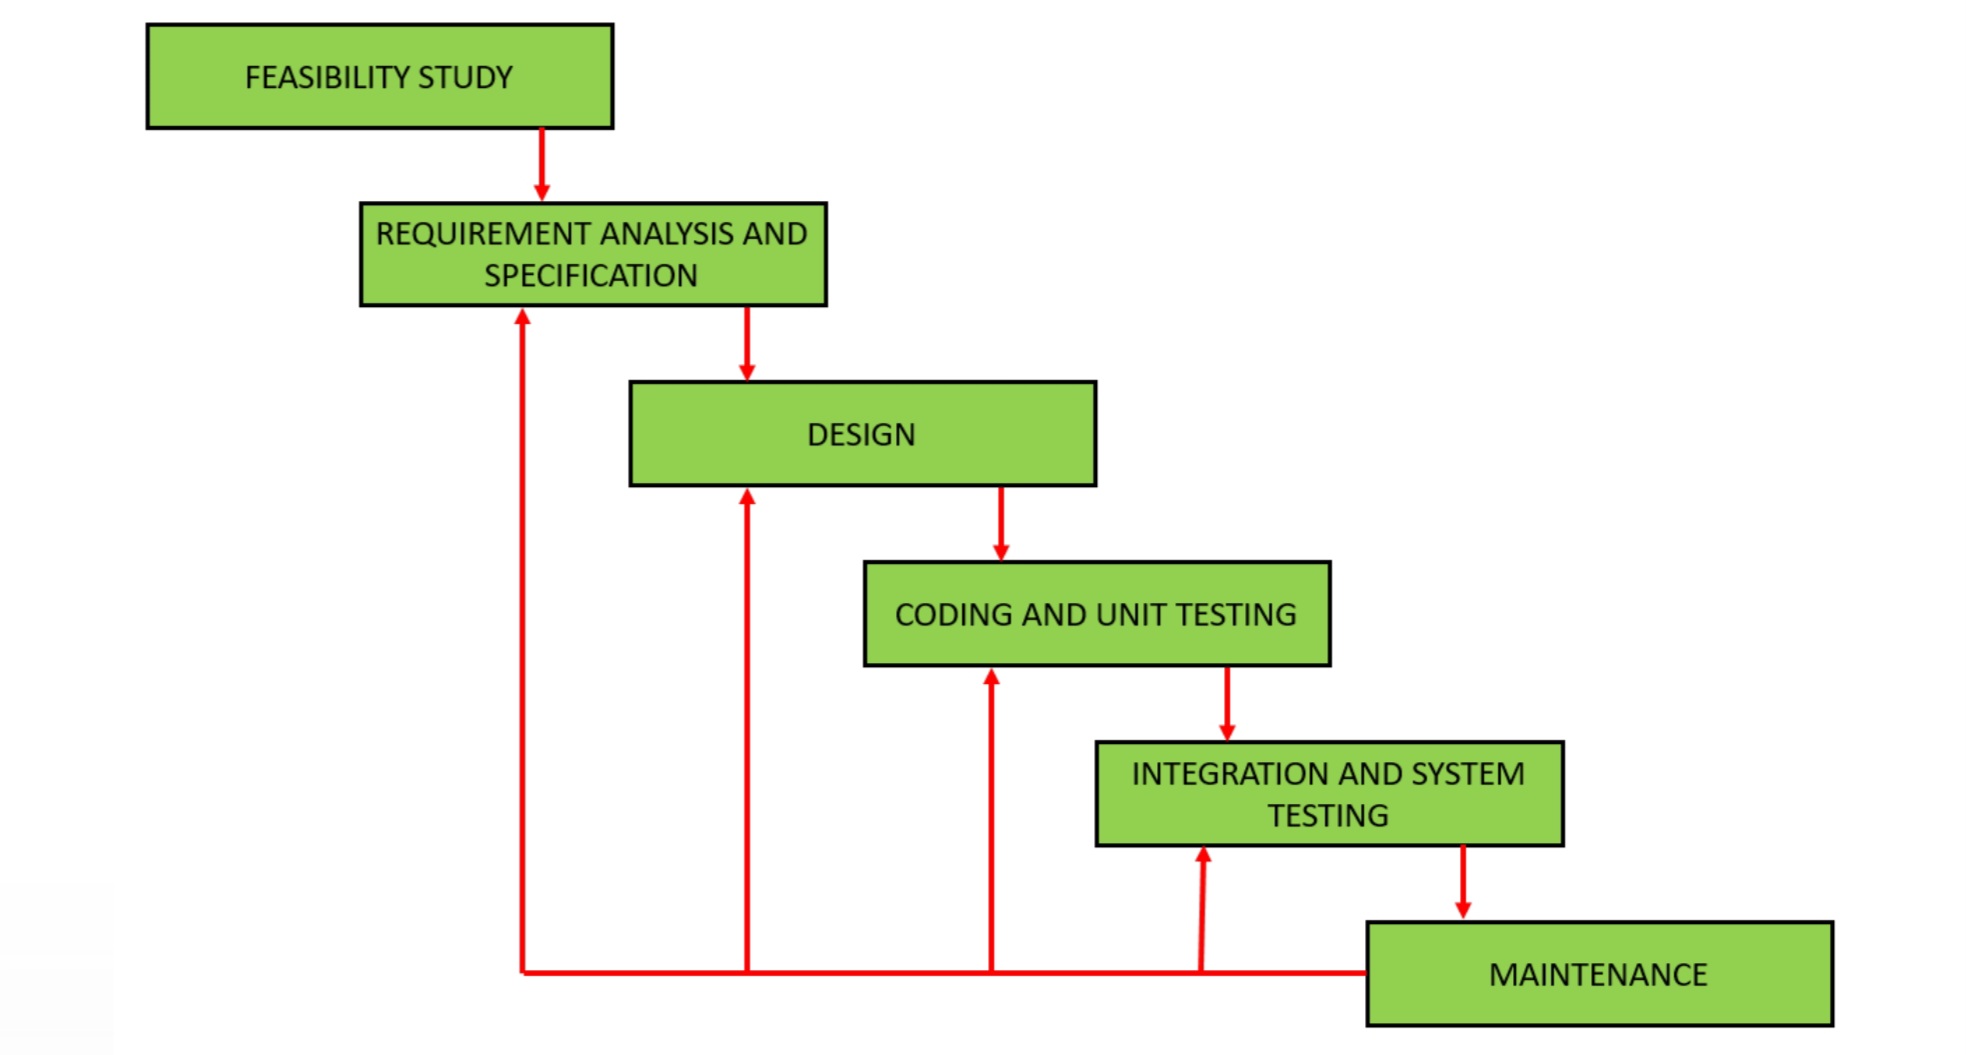 FEASIBILITY STUDY
REQUIREMENT ANALYSIS AND
SPECIFICATION
DESIGN
CODING AND UNIT TESTING
INTEGRATION AND SYSTEM
TESTING
MAINTENANCE